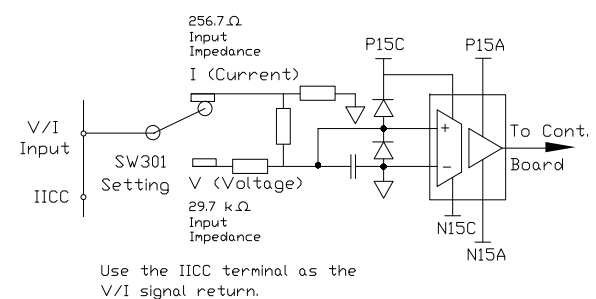 256.7Ω
Input
Impedance
I (Current)
P15C
P15A
V/I
Input
SW301
Setting
+
−
To Cont.
Board
IICC
V (Voltage)
29.7 kΩ
Input
Impedance
N15C
N15A
Use the IICC terminal as the
V/I signal return.